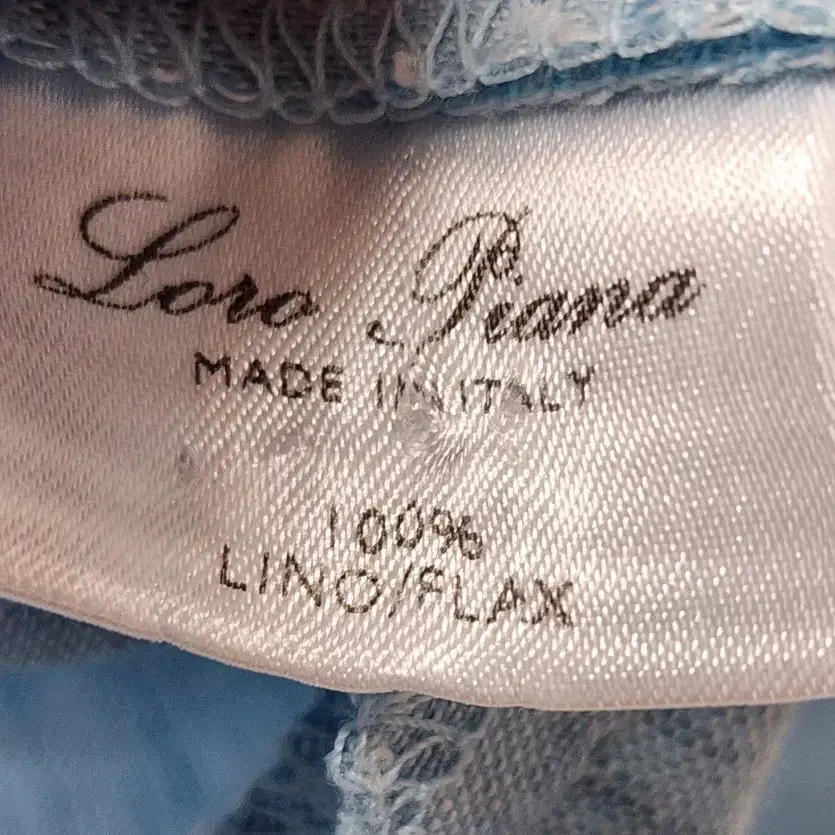 Loro Piana
MADE IN ITALY
100%
LINO/FLAX